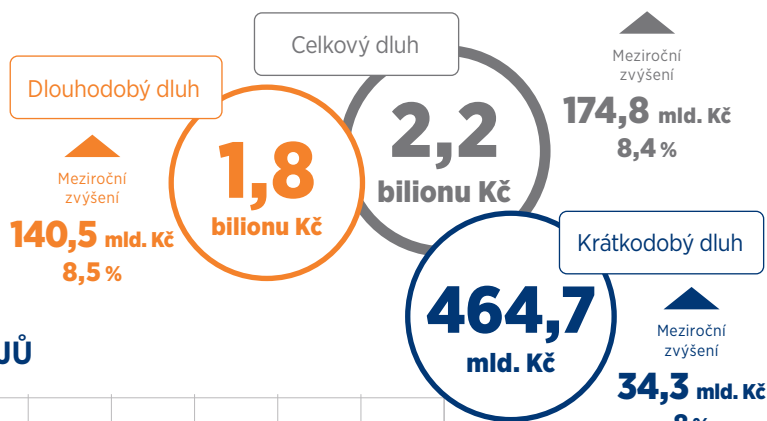 Celkový dluh
2,2
bilionu Kč
Meziroční
zvýšení
174,8 mld. Kč
8,4 %
Dlouhodobý dluh
1,8
bilionu Kč
Meziroční
zvýšení
140,5 mld. Kč
8,5 %
Krátkodobý dluh
464,7
mld. Kč
Meziroční
zvýšení
34,3 mld. Kč
8 %
JŮ